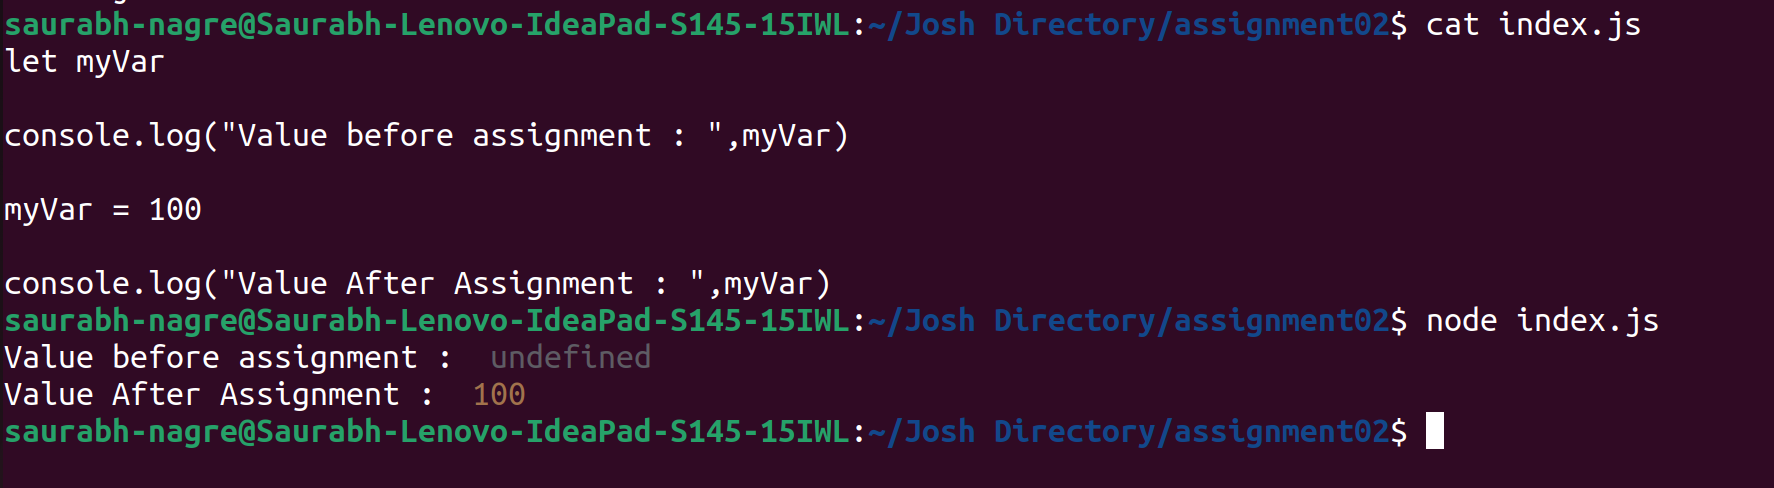 saurabh-nagre@Saurabh-Lenovo-IdeaPad-S145-15IWL:~/Josh Directory/assignment02$ cat index.js
let myVar

console.log("Value before assignment : ",myVar)

myVar = 100

console.log("Value After Assignment : ",myVar)
saurabh-nagre@Saurabh-Lenovo-IdeaPad-S145-15IWL:~/Josh Directory/assignment02$ node index.js
Value before assignment :  undefined
Value After Assignment :  100
saurabh-nagre@Saurabh-Lenovo-IdeaPad-S145-15IWL:~/Josh Directory/assignment02$